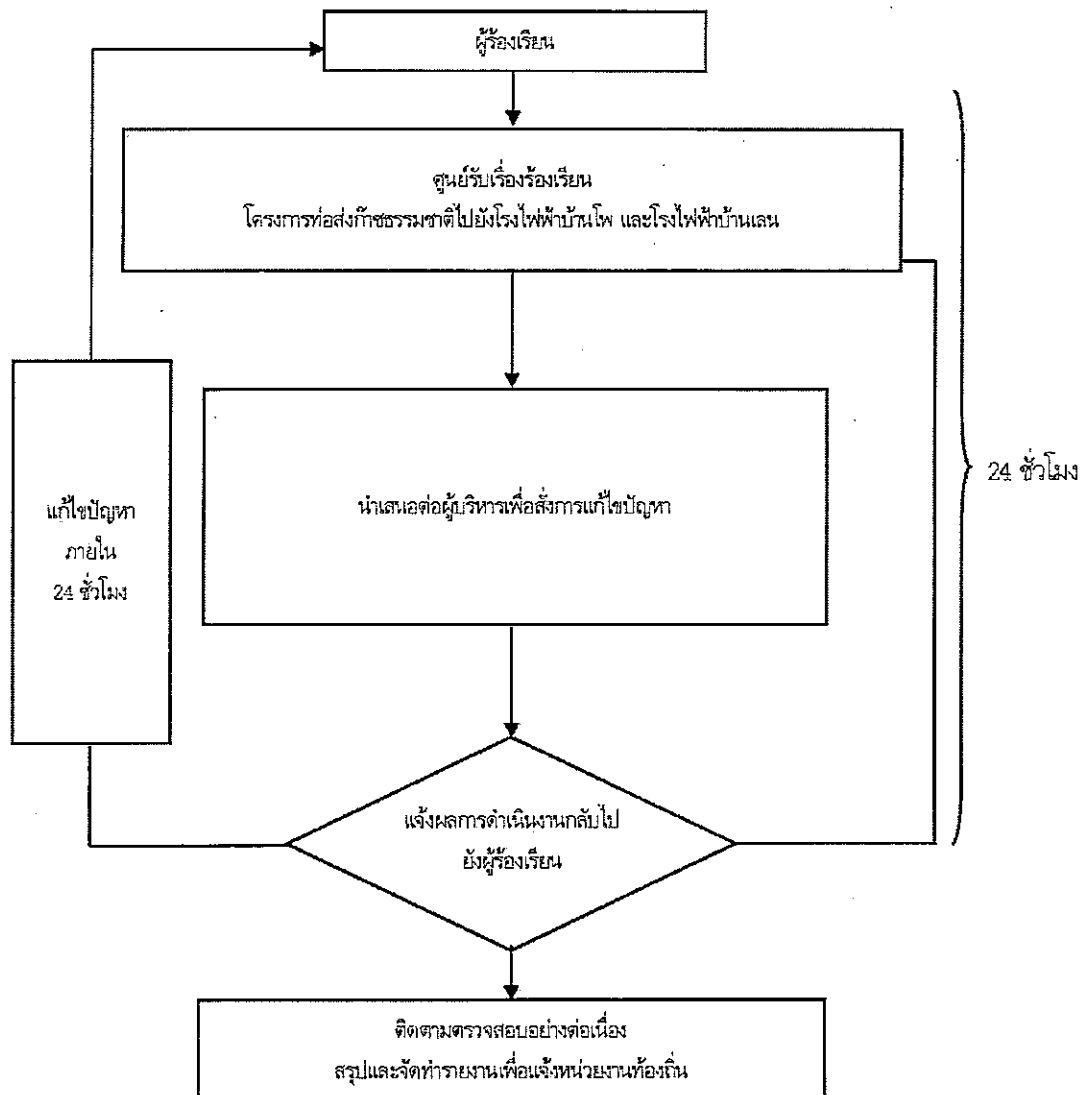 ผู้ร้องเรียน
ศูนย์รับเรื่องร้องเรียน
โครงการท่อส่งก๊าซธรรมชาติไปยังโรงไฟฟ้าบ้านโพ และโรงไฟฟ้าบ้านเลน
24 ชั่วโมง
แก้ไขปัญหา
ภายใน
24 ชั่วโมง
นำเสนอต่อผู้บริหารเพื่อสั่งการแก้ไขปัญหา
แจ้งผลการดำเนินงานกลับไป
ยังผู้ร้องเรียน
ติดตามตรวจสอบอย่างต่อเนื่อง
สรุปและจัดทำรายงานเพื่อแจ้งหน่วยงานท้องถิ่น